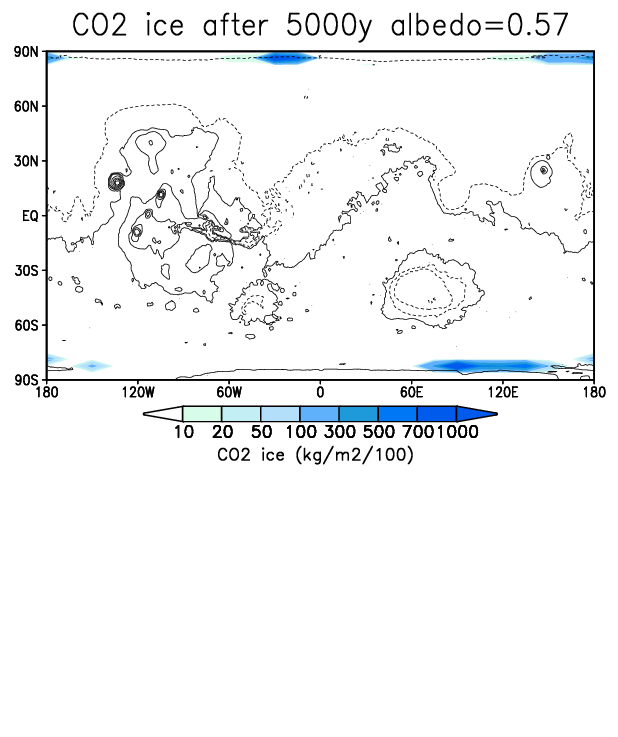 CO2 ice after 5000y albedo=0.57
90N
60N
30N
EQ
30S
60S
90S
180 120W 60W 0 60E 120E 180
10 20 50 100 300 500 700 1000
CO2 ice (kg/m2/100)